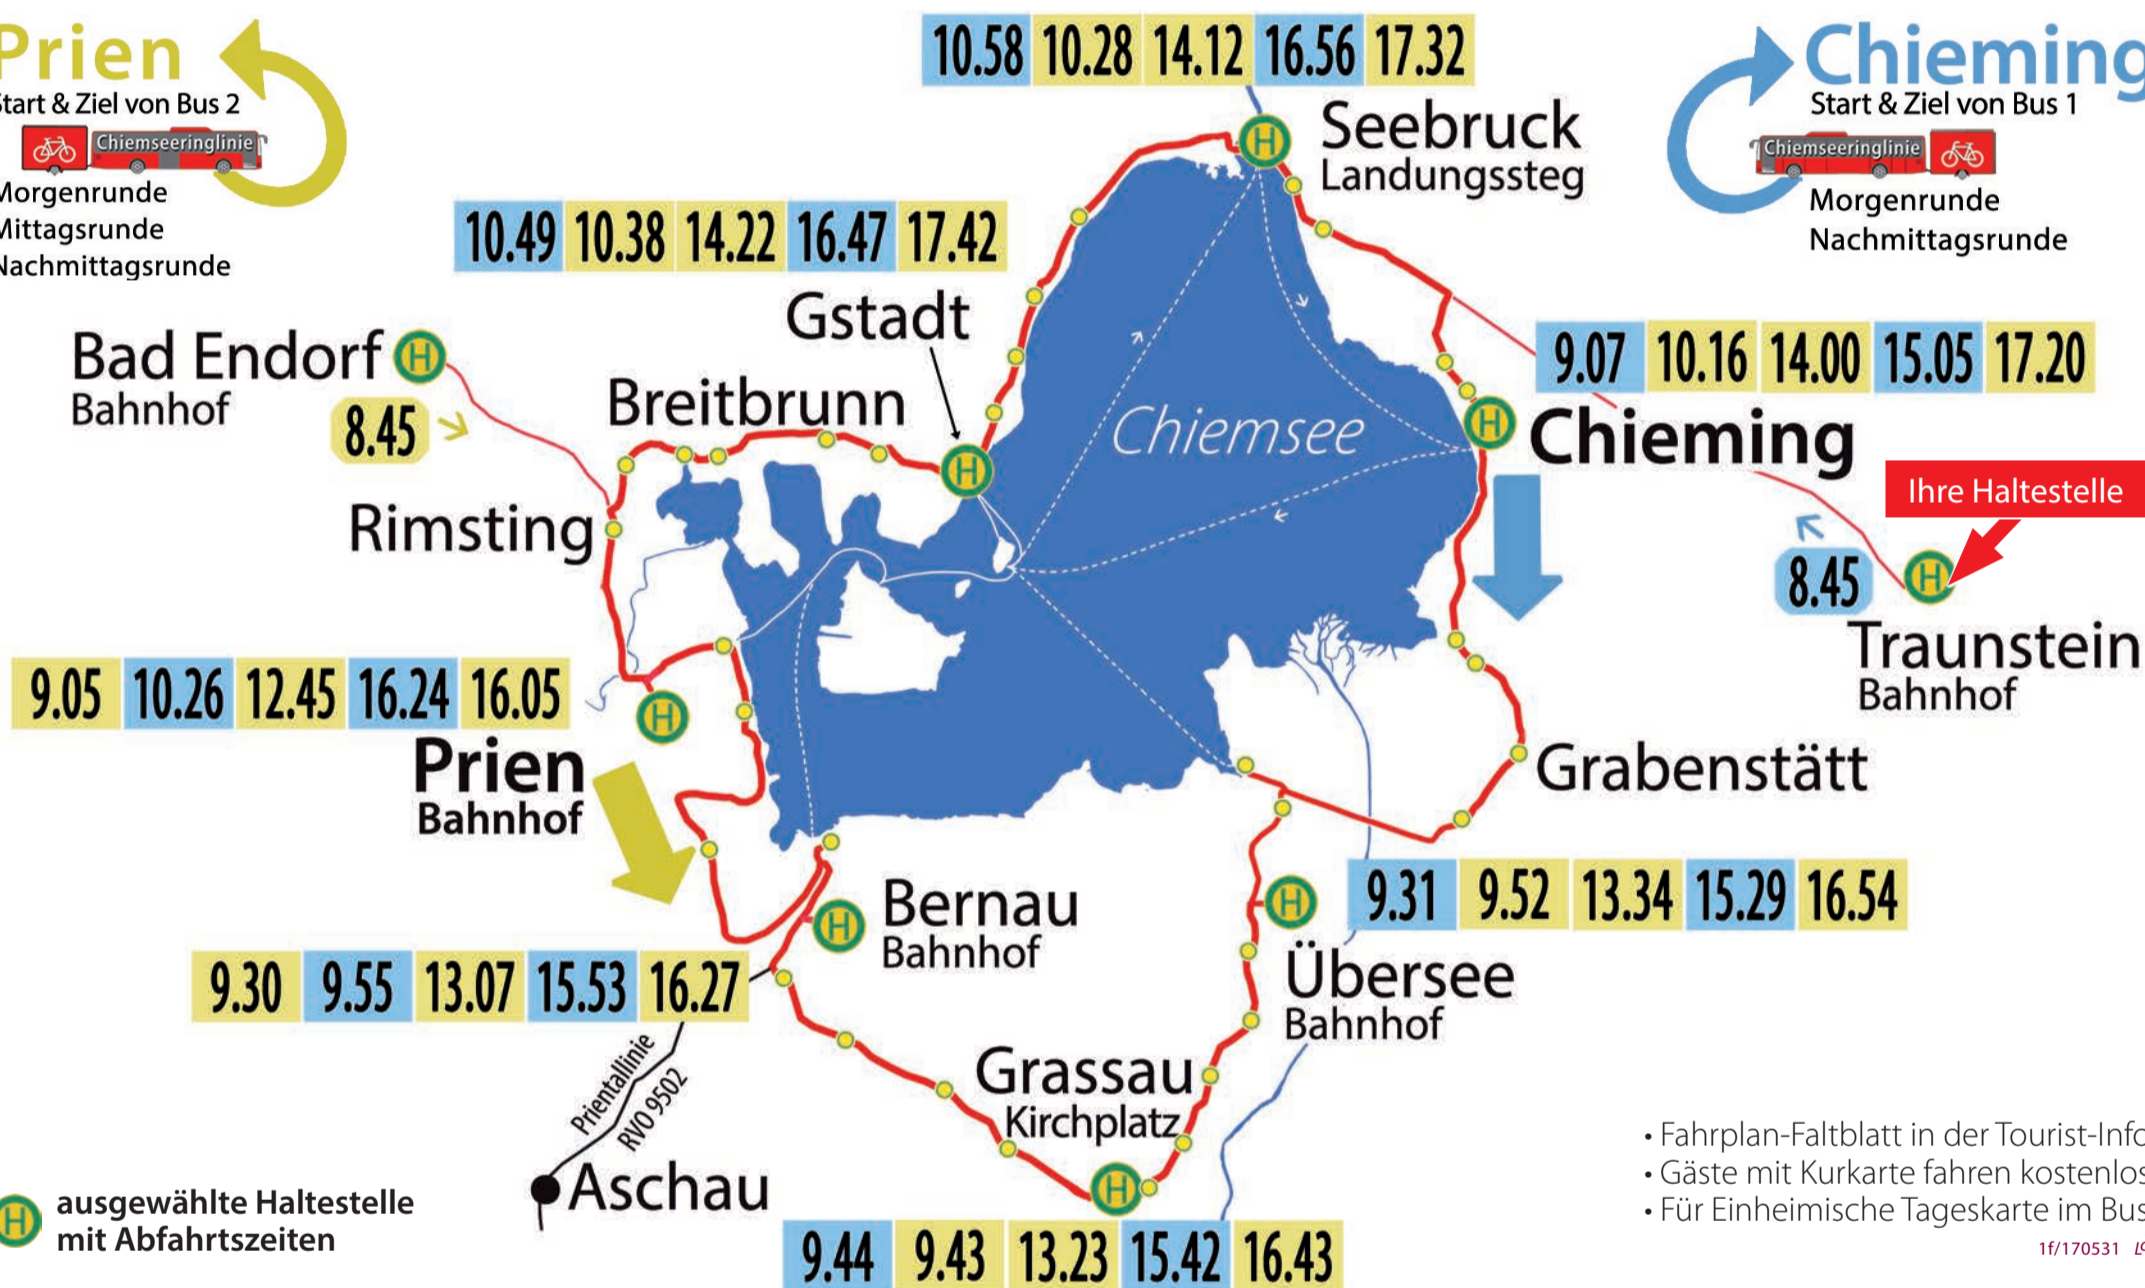 Prien
Start & Ziel von Bus 2
Chiemseeringlinie
Morgenrunde
Mittagsrunde
Nachmittagsrunde
10.58 10.28 14.12 16.56 17.32
Seebruck
Landungssteg
Chieming
Start & Ziel von Bus 1
Chiemseeringlinie
Morgenrunde
Nachmittagsrunde
10.49 10.38 14.22 16.47 17.42
Gstadt
Bad Endorf H
Bahnhof
8.45
Breitbrunn
Rimsting
Chiemsee
9.07 10.16 14.00 15.05 17.20
Chieming
Ihre Haltestelle
8.45
Traunstein
Bahnhof
9.05 10.26 12.45 16.24 16.05
Prien
Bahnhof
Grabenstätt
9.31 9.52 13.34 15.29 16.54
Übersee
Bahnhof
Bernau
Bahnhof
9.30 9.55 13.07 15.53 16.27
Prientallinie
RVO 9502
Aschau
Grassau
Kirchplatz
9.44 9.43 13.23 15.42 16.43
H ausgewählte Haltestelle
mit Abfahrtszeiten
• Fahrplan-Faltblatt in der Tourist-Info
• Gäste mit Kurkarte fahren kostenlos
• Für Einheimische Tageskarte im Bus
1f/170531